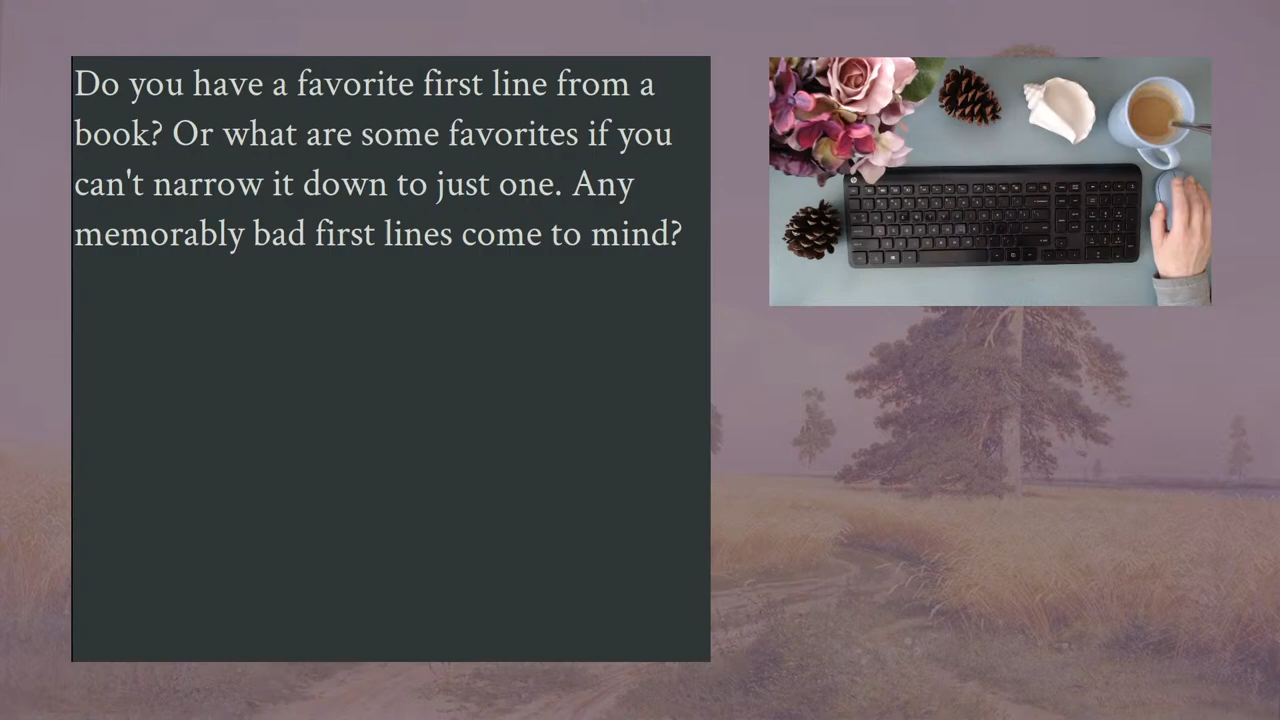 Do you have a favorite first line from a
book? Or what are some favorites if you
can't narrow it down to just one. Any
memorably bad first lines come to mind?